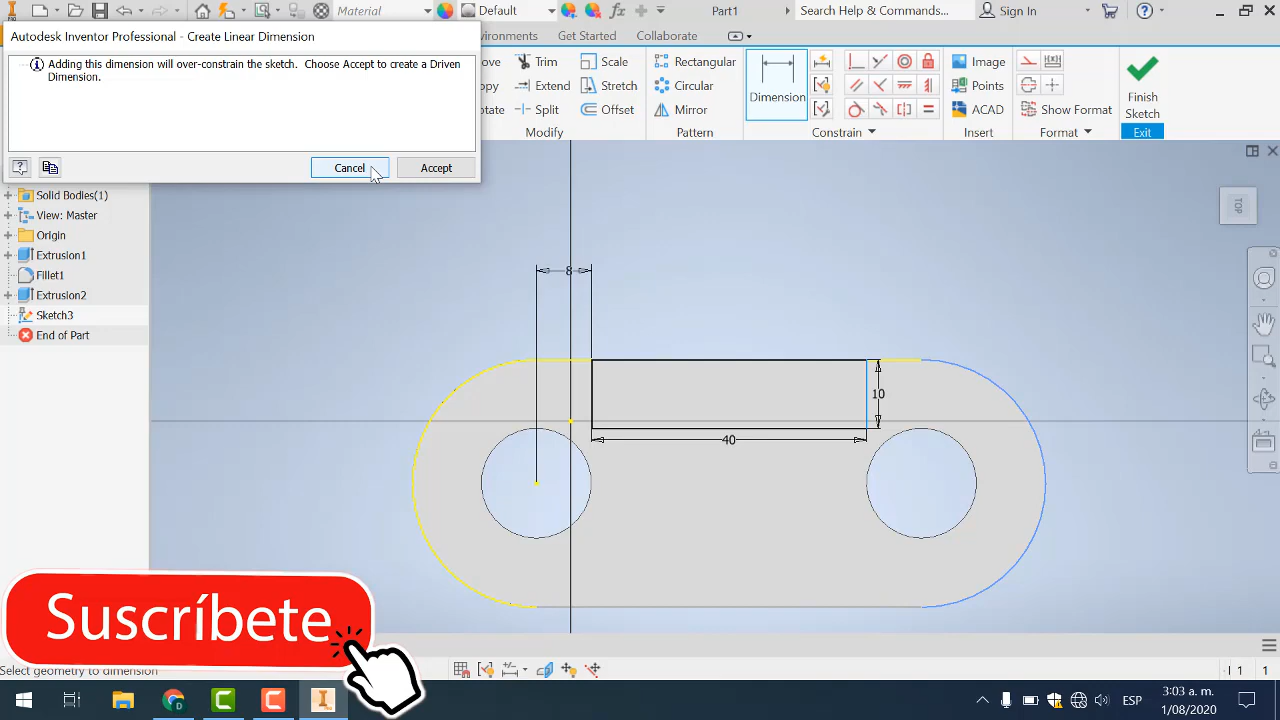 Material
Default
Part1
Search Help & Commands...
Sign In
Autodesk Inventor Professional - Create Linear Dimension
Adding this dimension will over-constrain the sketch. Choose Accept to create a Driven
Dimension.
Cancel
Accept
Get Started
Collaborate
Trim
Scale
Extend
Stretch
Split
Offset
Modify
Rectangular
Circular
Mirror
Pattern
Dimension
Constrain
Image
Points
ACAD
Insert
Show Format
Format
Finish
Sketch
Exit
Solid Bodies(1)
View: Master
Origin
Extrusion1
Fillet1
Extrusion2
Sketch3
End of Part
TOP
8
10
40
Suscríbete
Select geometry to dimension
1
1
ESP
3:03 a. m.
1/08/2020